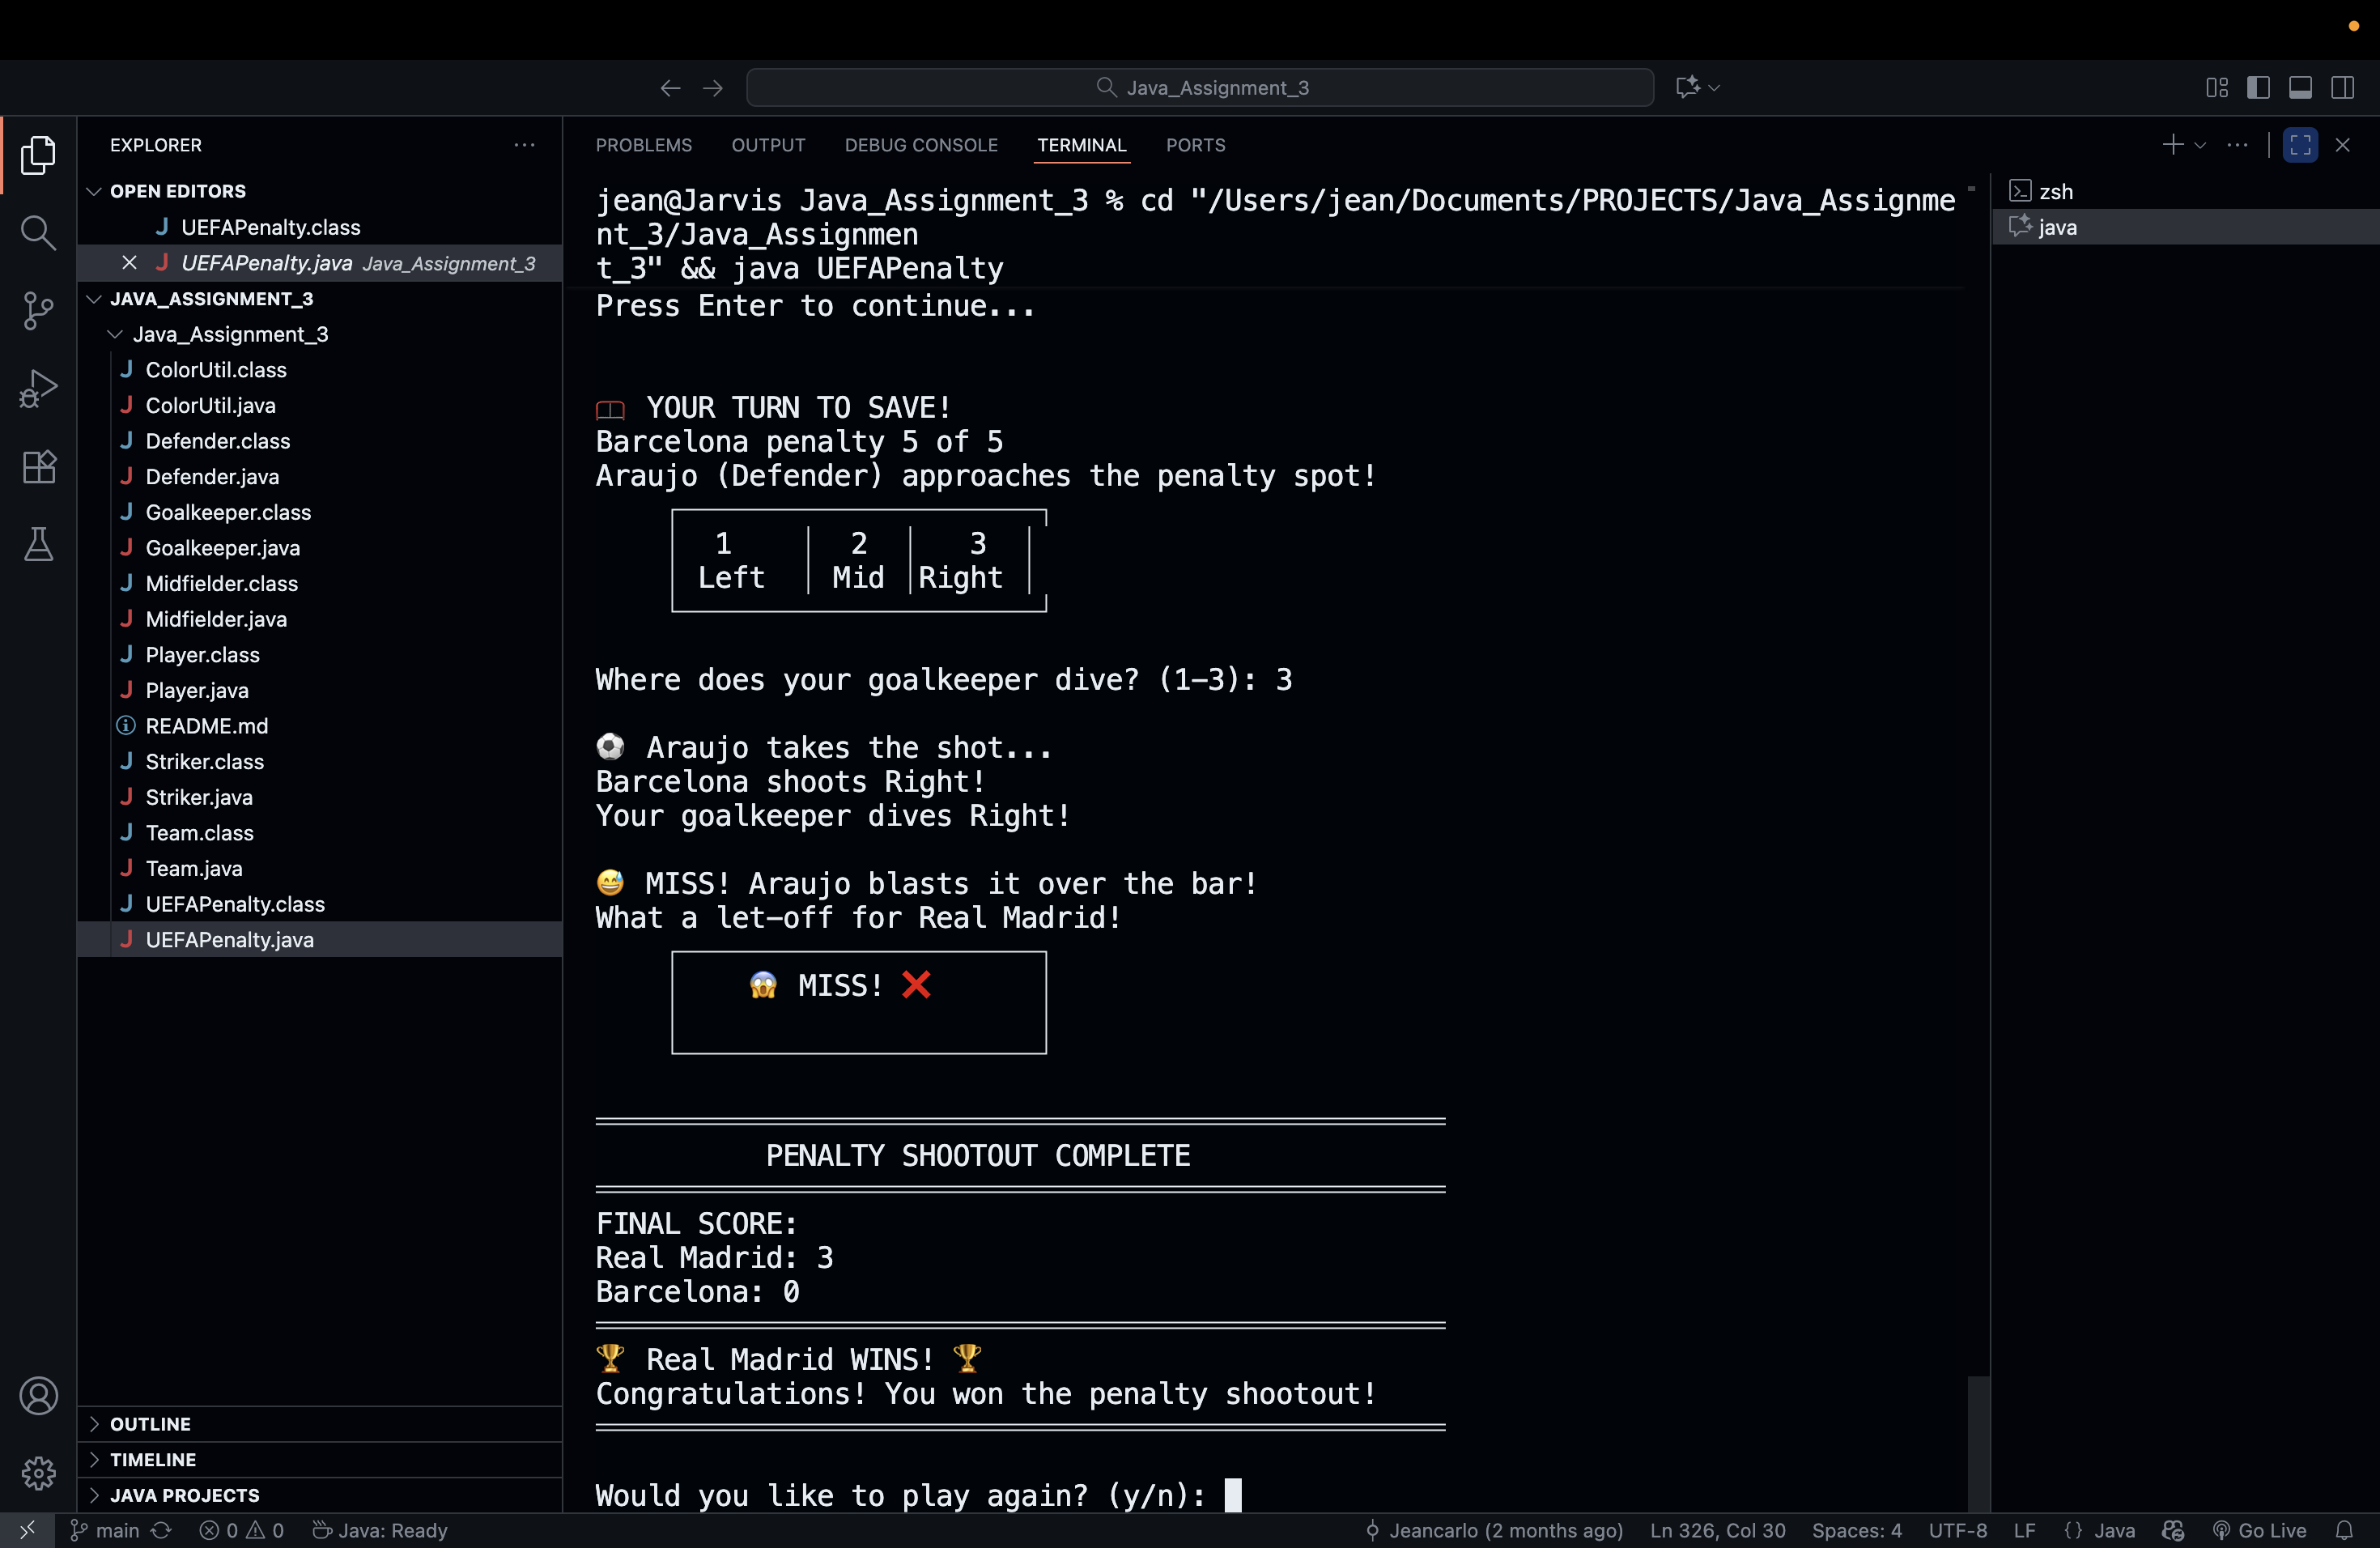 Java_Assignment_3
EXPLORER
OPEN EDITORS
UEFAPenalty.class
UEFAPenalty.java Java_Assignment_3
JAVA_ASSIGNMENT_3
Java_Assignment_3
ColorUtil.class
ColorUtil.java
Defender.class
Defender.java
Goalkeeper.class
Goalkeeper.java
Midfielder.class
Midfielder.java
Player.class
Player.java
README.md
Striker.class
Striker.java
Team.class
Team.java
UEFAPenalty.class
UEFAPenalty.java
OUTLINE
TIMELINE
JAVA PROJECTS
PROBLEMS OUTPUT DEBUG CONSOLE TERMINAL PORTS
jean@Jarvis Java_Assignment_3 % cd "/Users/jean/Documents/PROJECTS/Java_Assignme
nt_3/Java_Assignmen
t_3" && java UEFAPenalty
Press Enter to continue...
🥅 YOUR TURN TO SAVE!
Barcelona penalty 5 of 5
Araujo (Defender) approaches the penalty spot!
1 2 3
Left Mid Right
Where does your goalkeeper dive? (1-3): 3
⚽ Araujo takes the shot...
Barcelona shoots Right!
Your goalkeeper dives Right!
😅 MISS! Araujo blasts it over the bar!
What a let-off for Real Madrid!
😱 MISS! ❌
PENALTY SHOOTOUT COMPLETE
FINAL SCORE:
Real Madrid: 3
Barcelona: 0
🏆 Real Madrid WINS! 🏆
Congratulations! You won the penalty shootout!
Would you like to play again? (y/n):
zsh
java
main 0 0 Java: Ready Jeancarlo (2 months ago) Ln 326, Col 30 Spaces: 4 UTF-8 LF {} Java Go Live